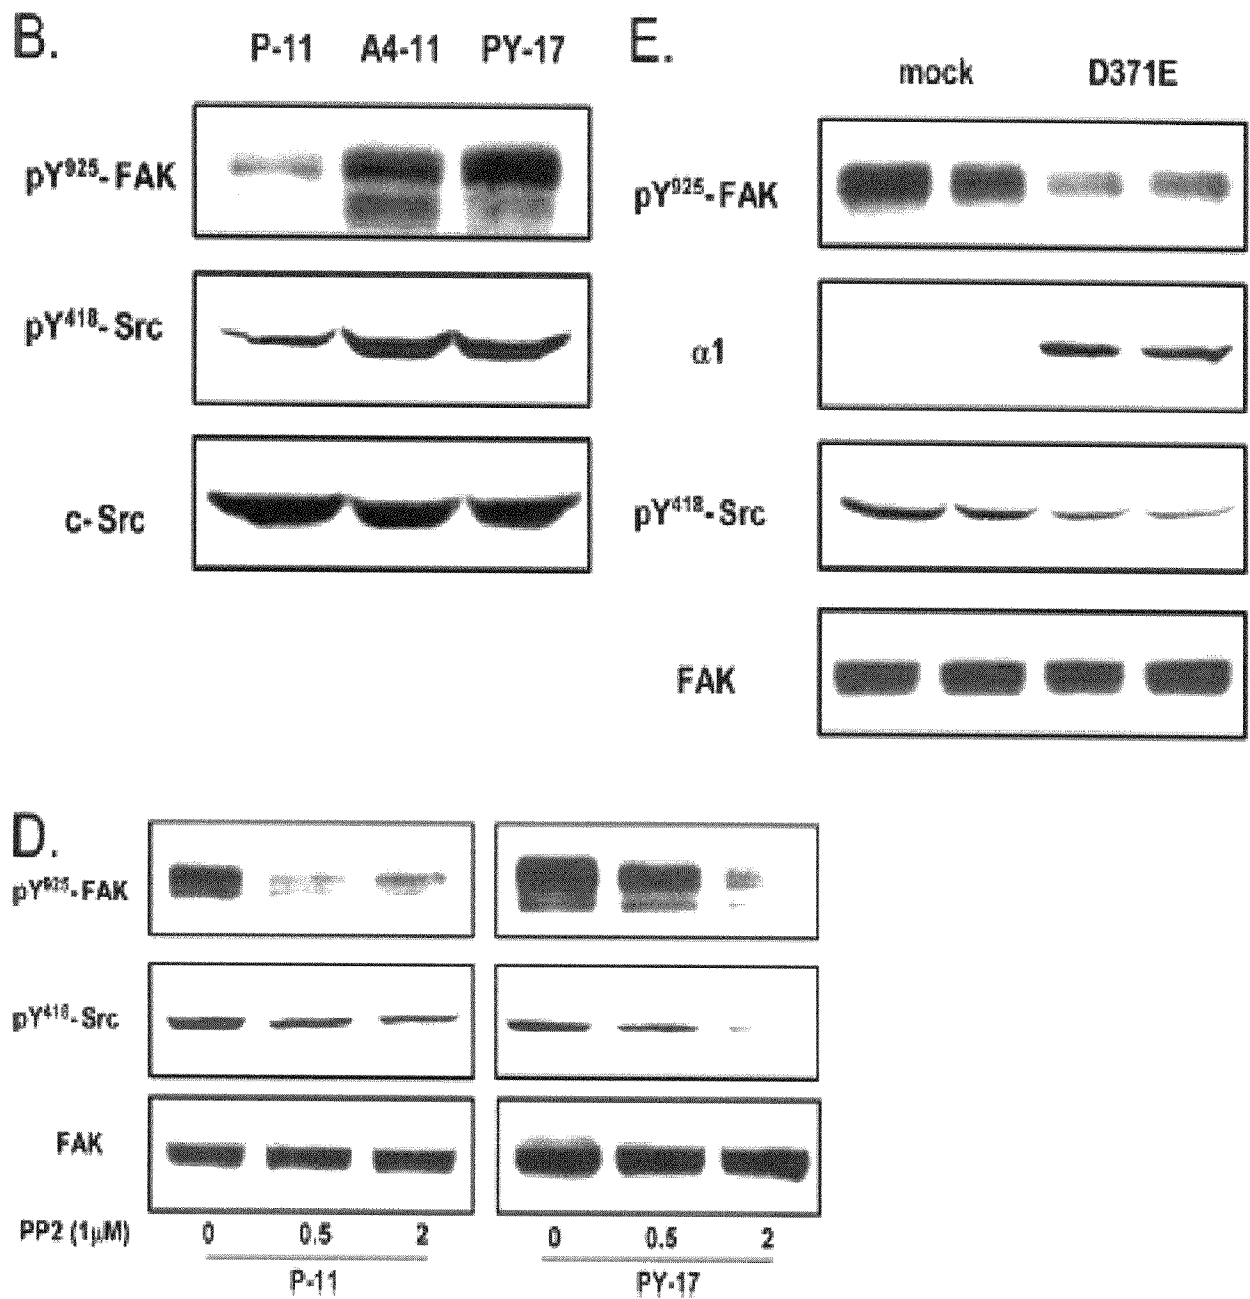 B.
P-11 A4-11 PY-17
pY925-FAK
pY418-Src
c-Src
E.
mock D371E
pY925-FAK
α1
pY418-Src
FAK
D.
pY925-FAK
pY418-Src
FAK
PP2 (1µM) 0 0.5 2 0 0.5 2
P-11 PY-17